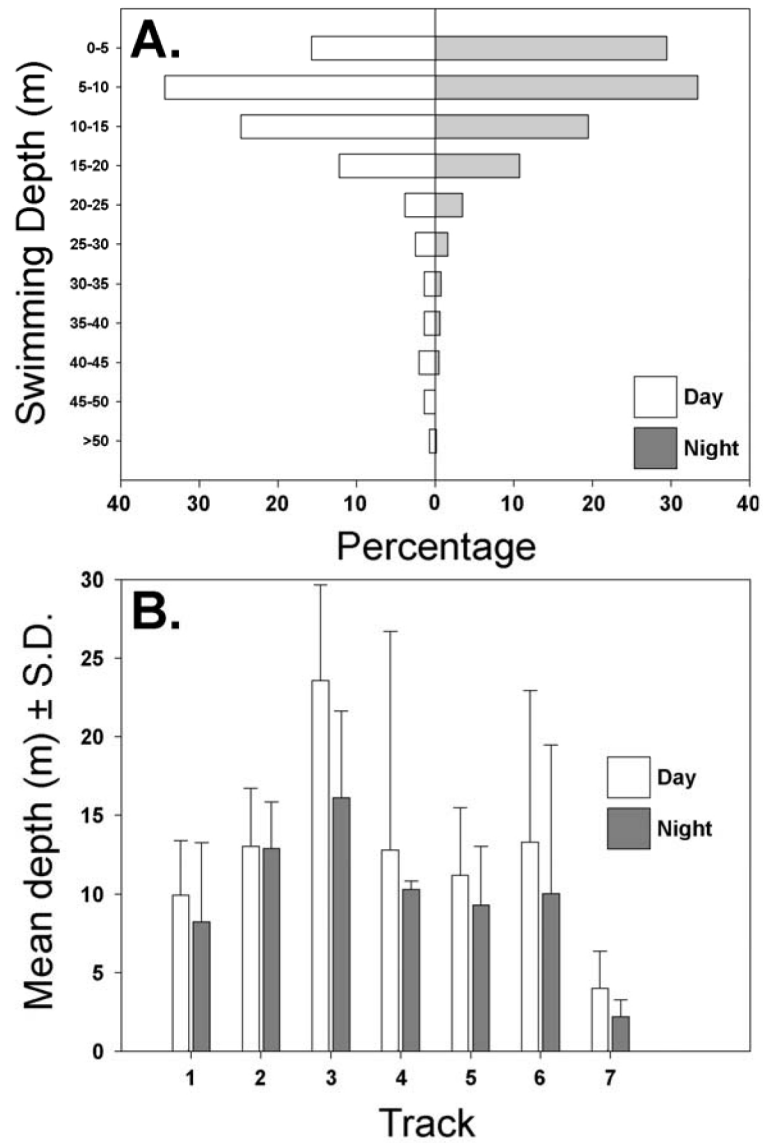 A.
Swimming Depth (m)
0-5
5-10
10-15
15-20
20-25
25-30
30-35
35-40
40-45
45-50
>50
Day
Night
40 30 20 10 0 10 20 30 40
Percentage
B.
Mean depth (m) ± S.D.
30
25
20
15
10
5
0
Day
Night
1 2 3 4 5 6 7
Track